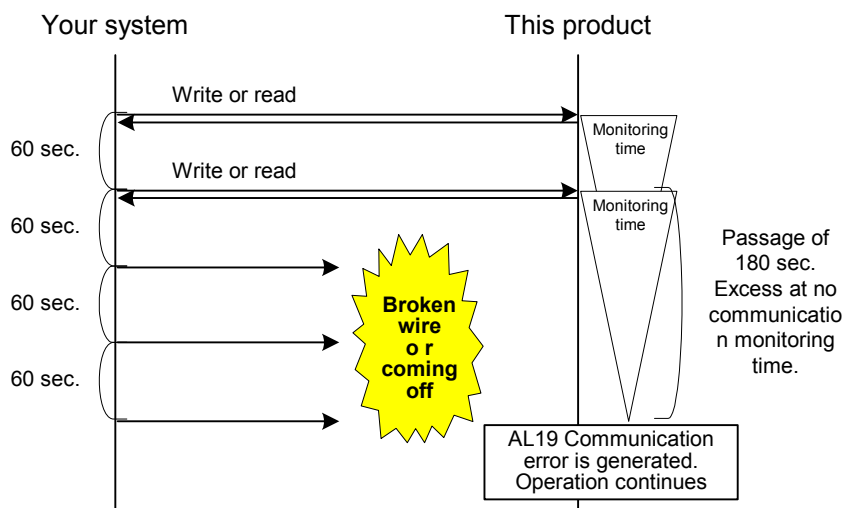 Your system
This product
Write or read
60 sec.
Monitoring
time
Write or read
60 sec.
Monitoring
time
60 sec.
60 sec.
Broken
wire
o r
coming
off
Passage of
180 sec.
Excess at no
communicatio
n monitoring
time.
AL19 Communication
error is generated.
Operation continues